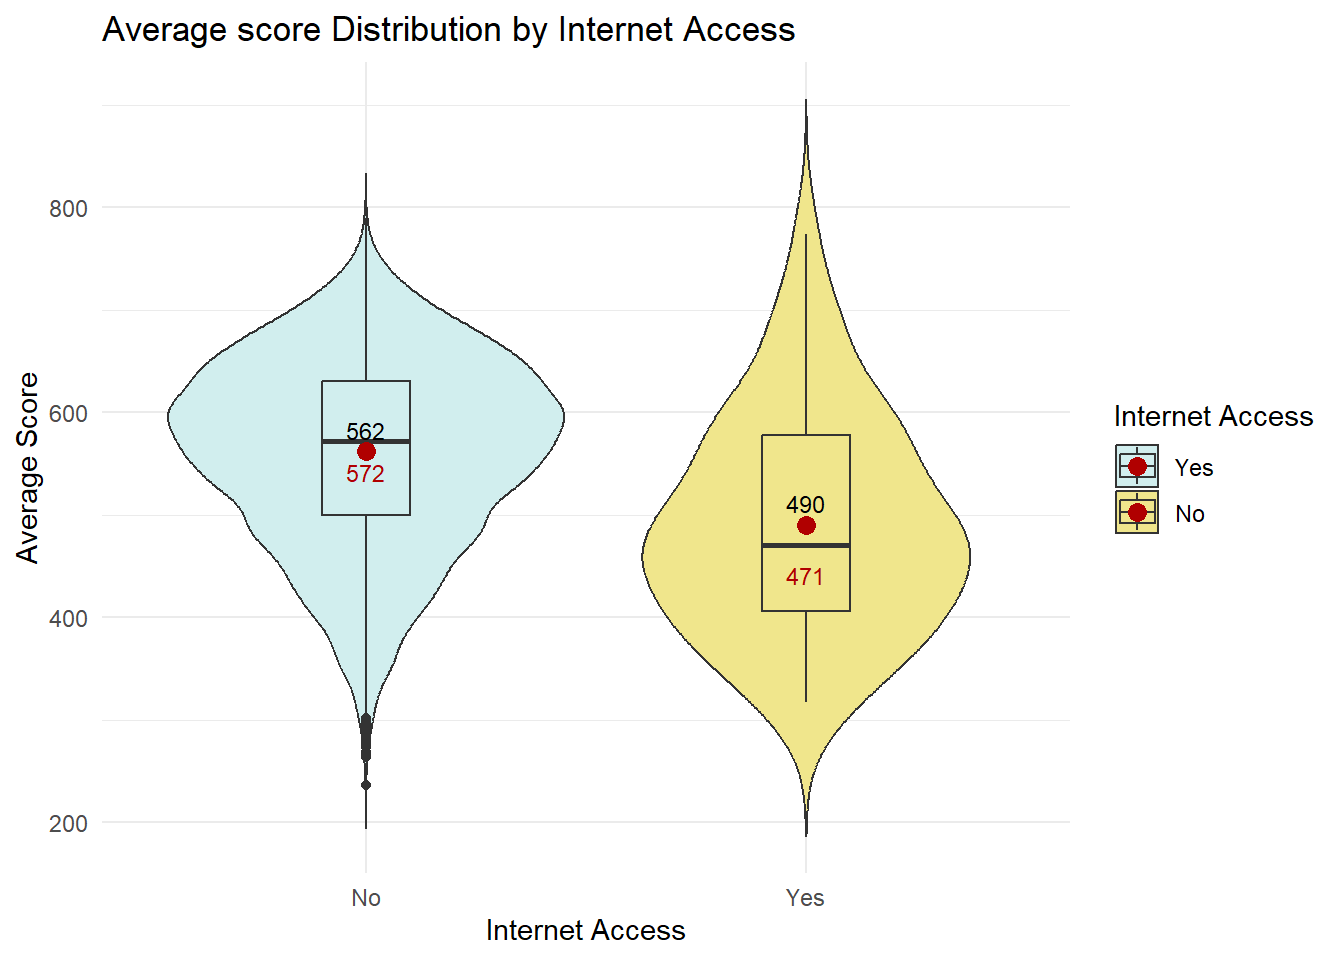 Average score Distribution by Internet Access
Average Score
800
600
400
200
562
572
490
471
No
Yes
Internet Access
Internet Access
Yes
No